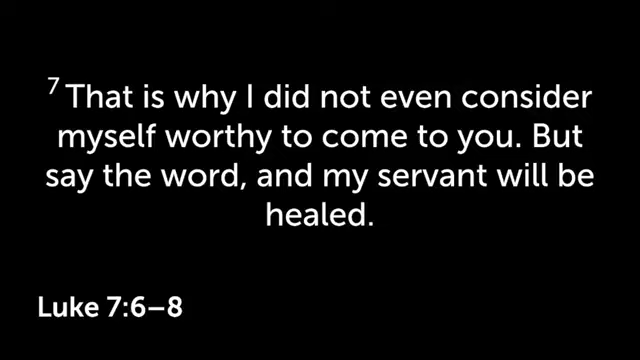 7 That is why I did not even consider
myself worthy to come to you. But
say the word, and my servant will be
healed.
Luke 7:6–8